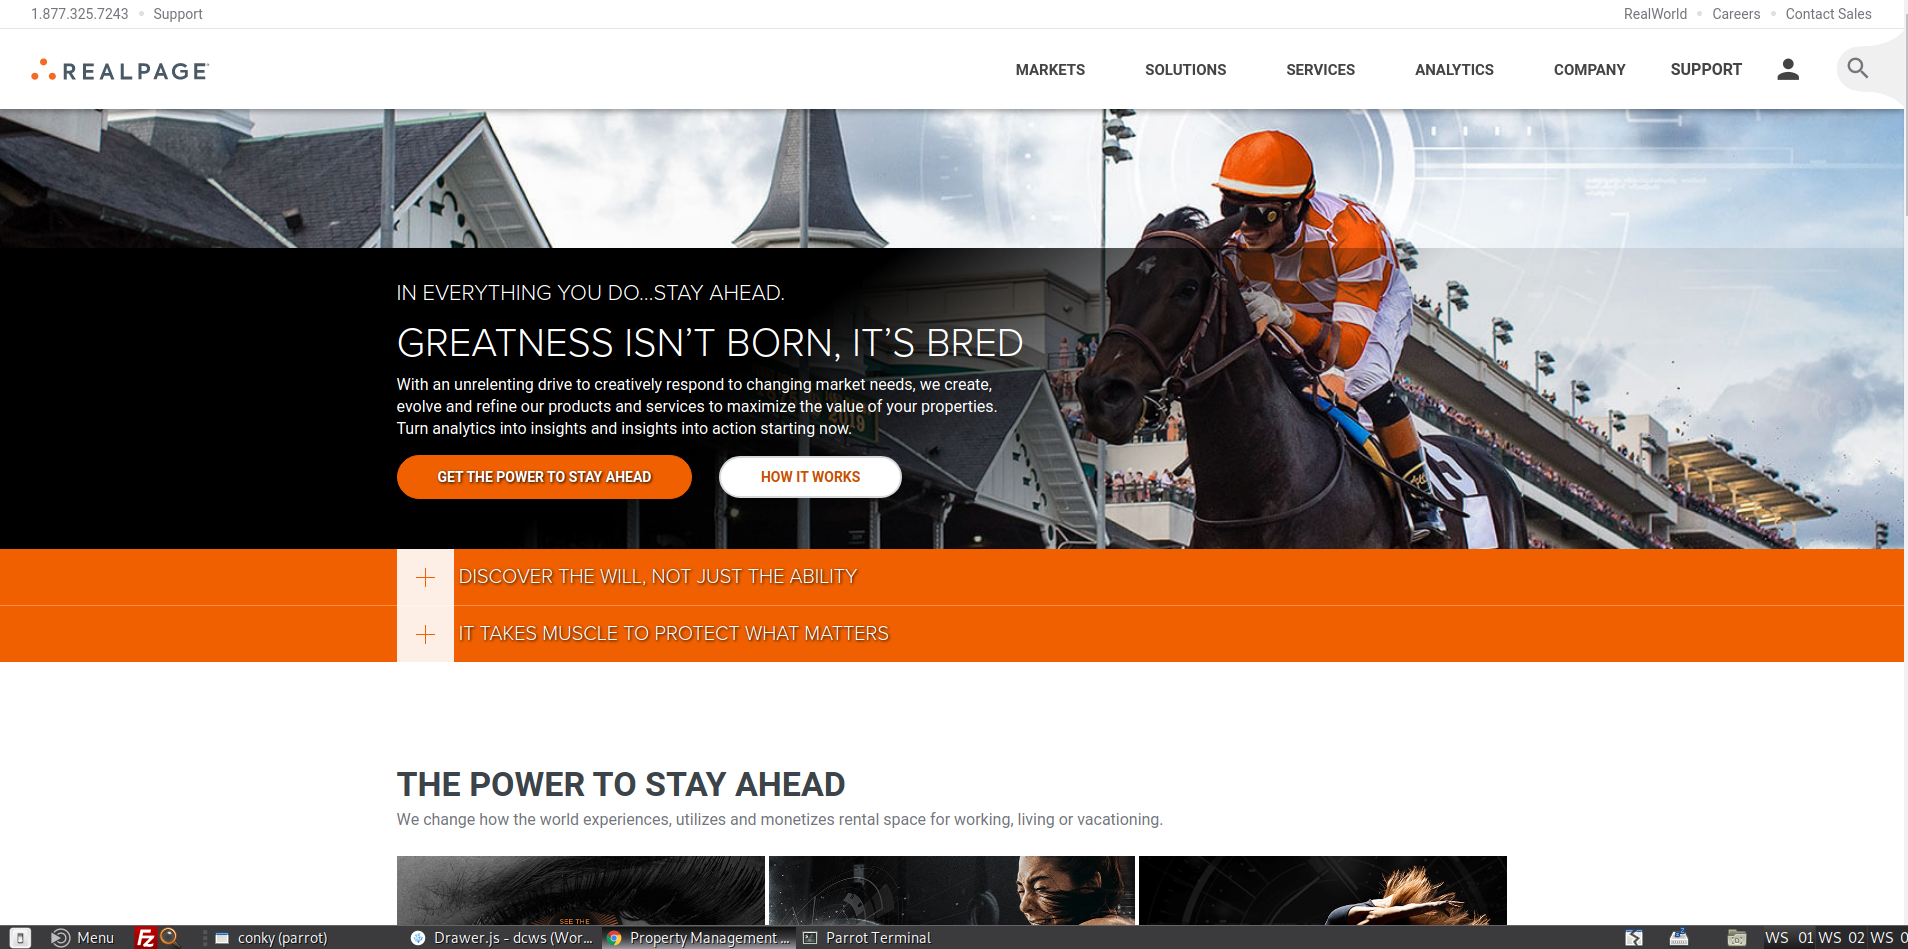 1.877.325.7243 • Support
RealWorld • Careers • Contact Sales
REALPAGE
MARKETS SOLUTIONS SERVICES ANALYTICS COMPANY SUPPORT
IN EVERYTHING YOU DO...STAY AHEAD.
GREATNESS ISN'T BORN, IT'S BRED
With an unrelenting drive to creatively respond to changing market needs, we create,
evolve and refine our products and services to maximize the value of your properties.
Turn analytics into insights and insights into action starting now.
GET THE POWER TO STAY AHEAD
HOW IT WORKS
DISCOVER THE WILL, NOT JUST THE ABILITY
IT TAKES MUSCLE TO PROTECT WHAT MATTERS
THE POWER TO STAY AHEAD
We change how the world experiences, utilizes and monetizes rental space for working, living or vacationing.
SEE THE
Menu
Fz
conky (parrot)
Drawer.js - dcws (Wor...
Property Management ...
Parrot Terminal
WS 01 WS 02 WS 0